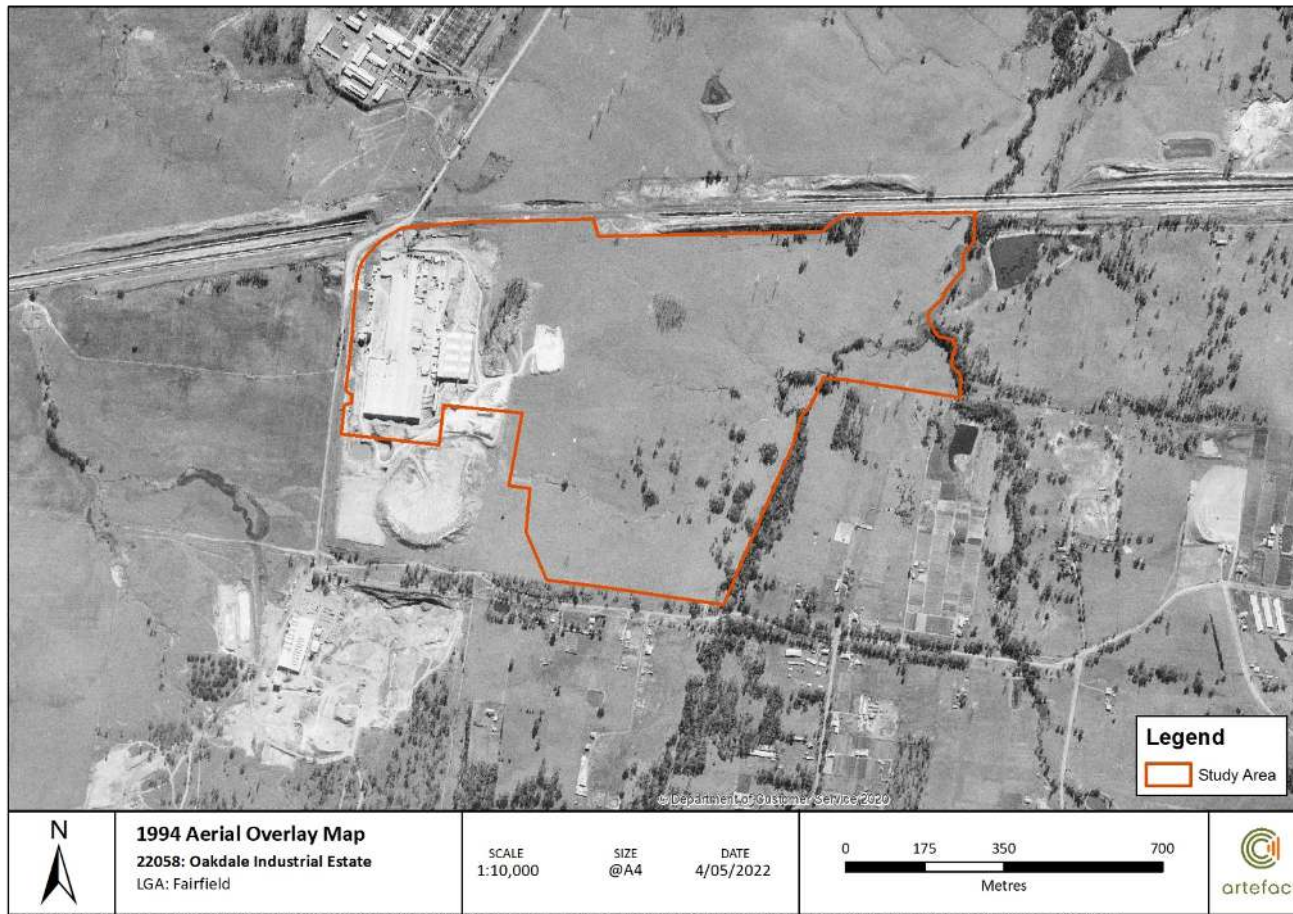 © Department of Customer Service 2020
Legend
Study Area
N
1994 Aerial Overlay Map
22058: Oakdale Industrial Estate
LGA: Fairfield
SCALE
1:10,000
SIZE
@A4
DATE
4/05/2022
0 175 350 700
Metres
artefact